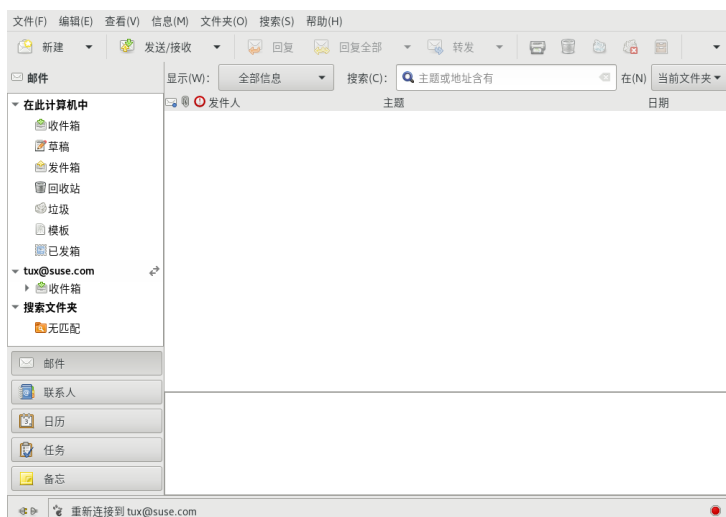 文件(F) 编辑(E) 查看(V) 信息(M) 文件夹(O) 搜索(S) 帮助(H)
新建 发送/接收 回复 回复全部 转发
邮件 显示(W): 全部信息 搜索(C): 主题或地址含有 在(N) 当前文件夹
发件人 主题 日期
在此计算机中
收件箱
草稿
发件箱
回收站
垃圾
模板
已发箱
tux@suse.com
收件箱
搜索文件夹
无匹配
邮件
联系人
日历
任务
备忘
重新连接到 tux@suse.com